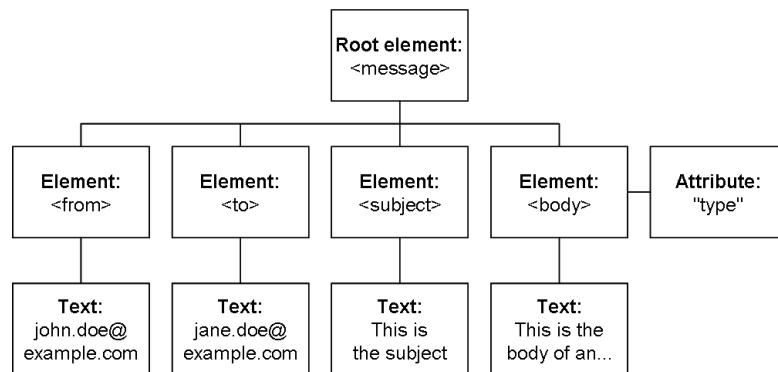 Root element:
<message>
Element:
<from>
Element:
<to>
Element:
<subject>
Element:
<body>
Attribute:
"type"
Text:
john.doe@
example.com
Text:
jane.doe@
example.com
Text:
This is
the subject
Text:
This is the
body of an...